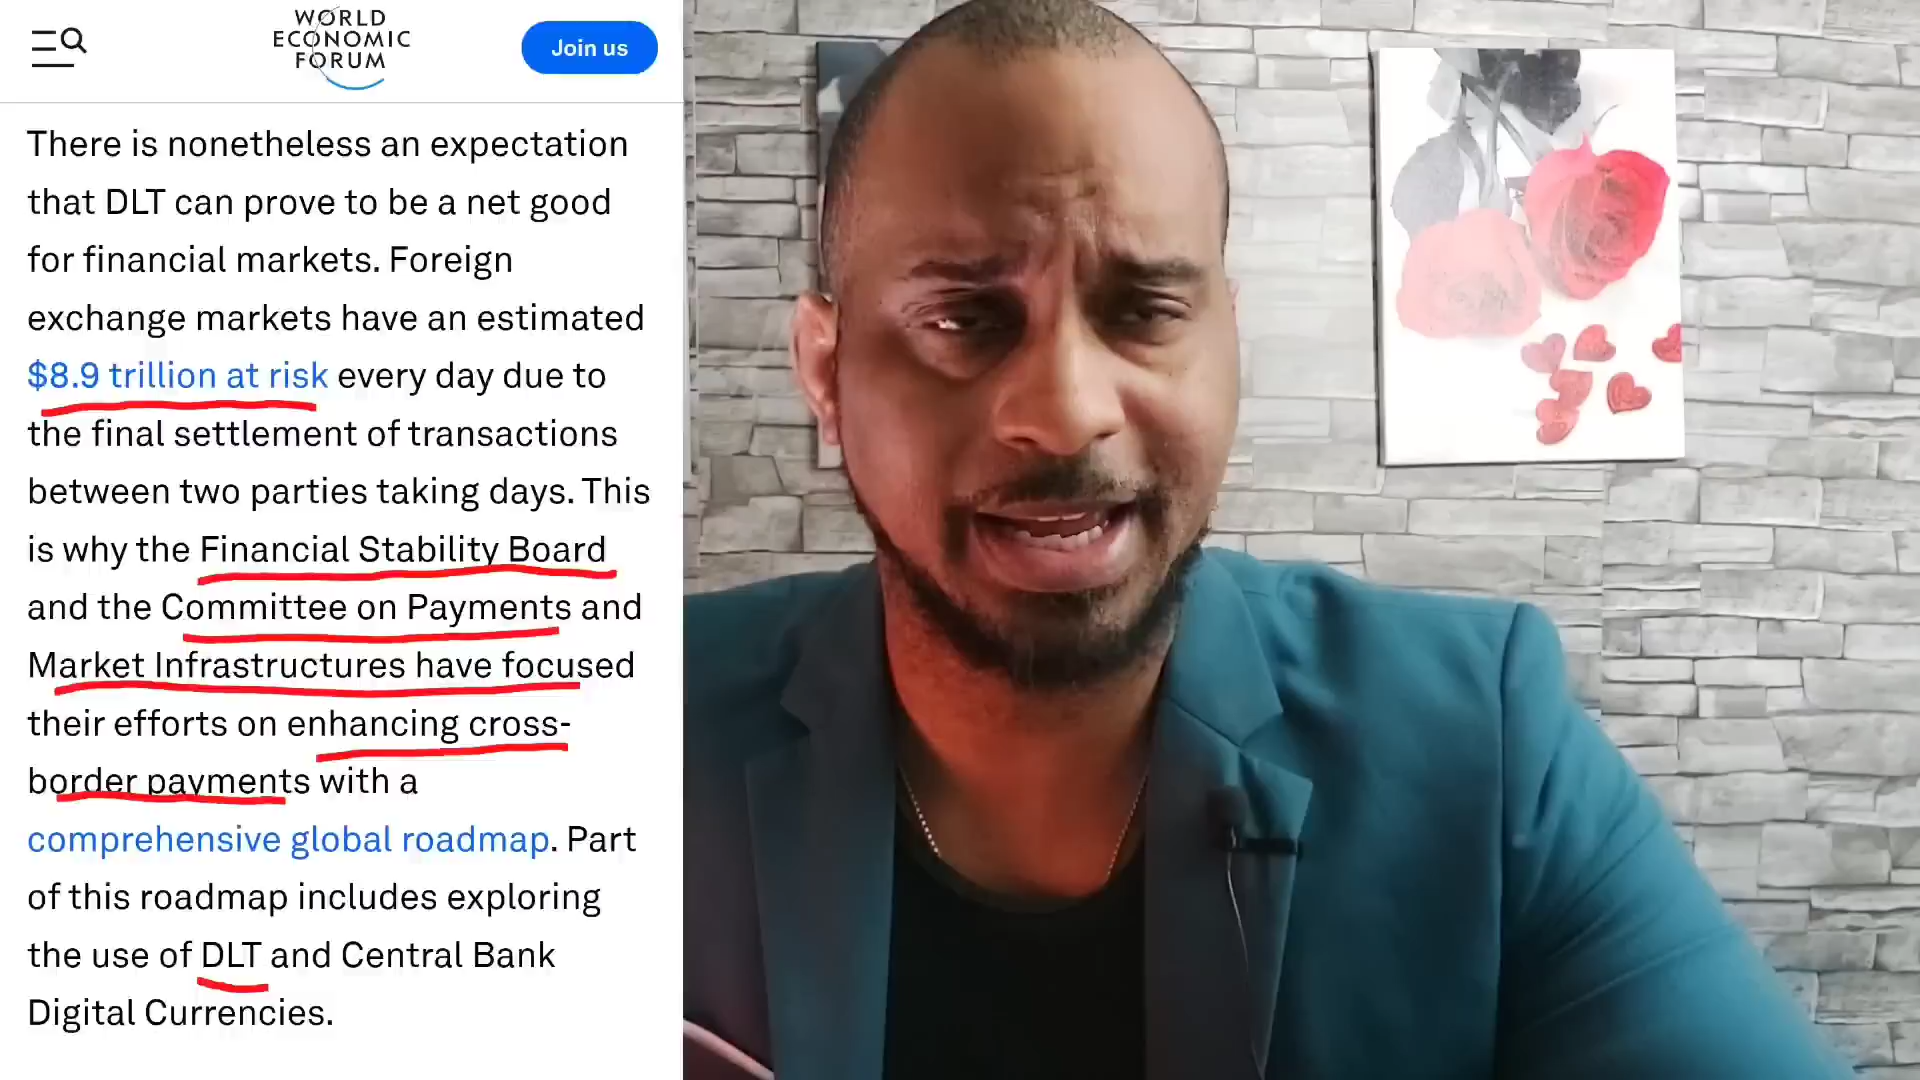 WORLD
ECONOMIC
FORUM
Join us
There is nonetheless an expectation
that DLT can prove to be a net good
for financial markets. Foreign
exchange markets have an estimated
$8.9 trillion at risk every day due to
the final settlement of transactions
between two parties taking days. This
is why the Financial Stability Board
and the Committee on Payments and
Market Infrastructures have focused
their efforts on enhancing cross-
border payments with a
comprehensive global roadmap. Part
of this roadmap includes exploring
the use of DLT and Central Bank
Digital Currencies.